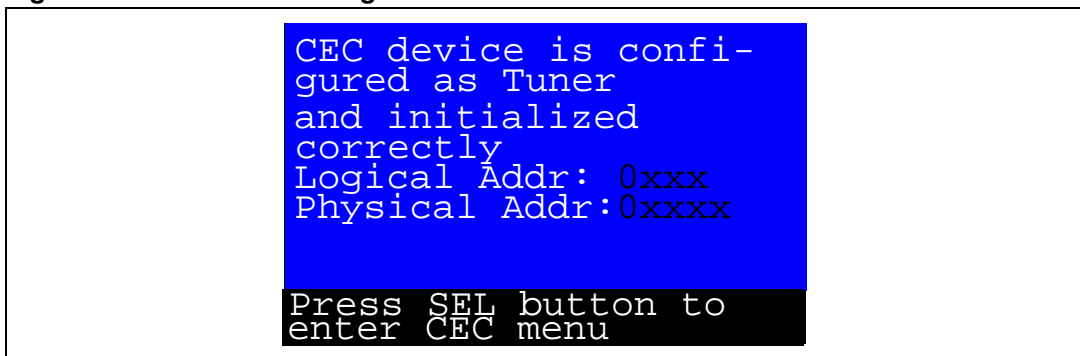 CEC device is confi-
gured as Tuner
and initialized
correctly
Logical Addr: 0xxx
Physical Addr:0xxxx
Press SEL button to
enter CEC menu